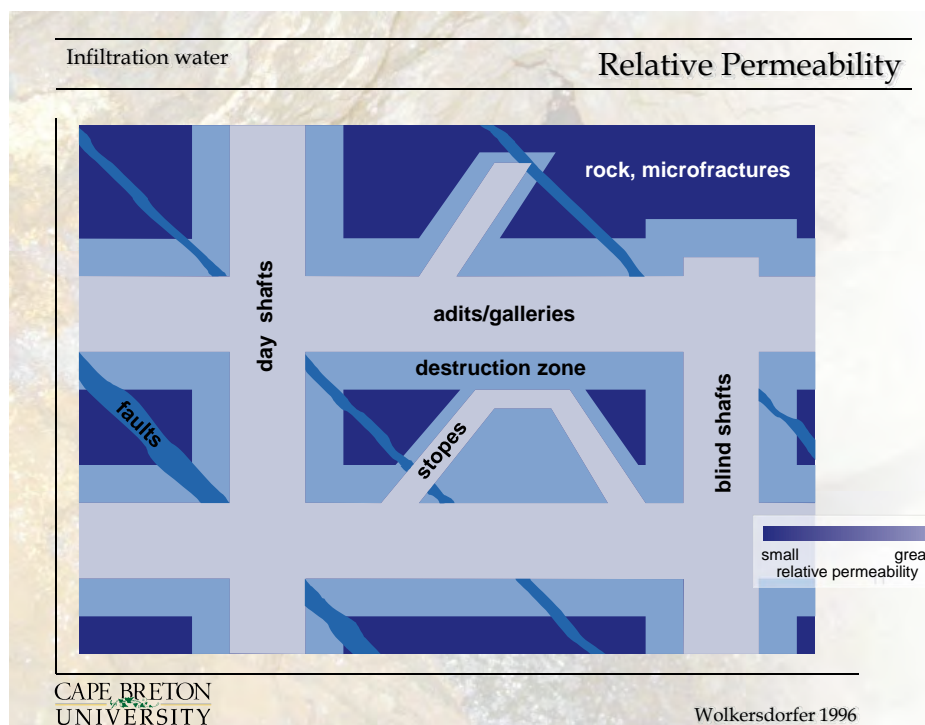 Infiltration water
Relative Permeability
rock, microfractures
day shafts
adits/galleries
destruction zone
faults
stopes
blind shafts
small grea
relative permeability
CAPE BRETON
UNIVERSITY
Wolkersdorfer 1996